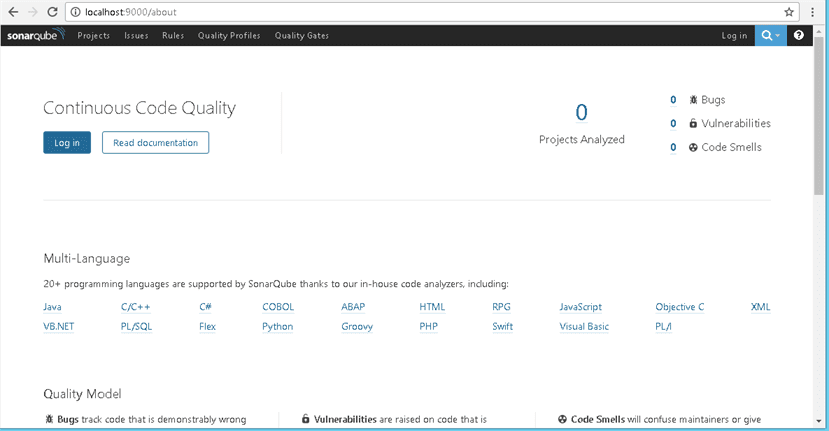 localhost:9000/about
sonarqube Projects Issues Rules Quality Profiles Quality Gates Log in
Continuous Code Quality
Log in Read documentation
0
Projects Analyzed
0 Bugs
0 Vulnerabilities
0 Code Smells
Multi-Language
20+ programming languages are supported by SonarQube thanks to our in-house code analyzers, including:
Java C/C++ C# COBOL ABAP HTML RPG JavaScript Objective C XML
VB.NET PL/SQL Flex Python Groovy PHP Swift Visual Basic PL/I
Quality Model
Bugs track code that is demonstrably wrong Vulnerabilities are raised on code that is Code Smells will confuse maintainers or give